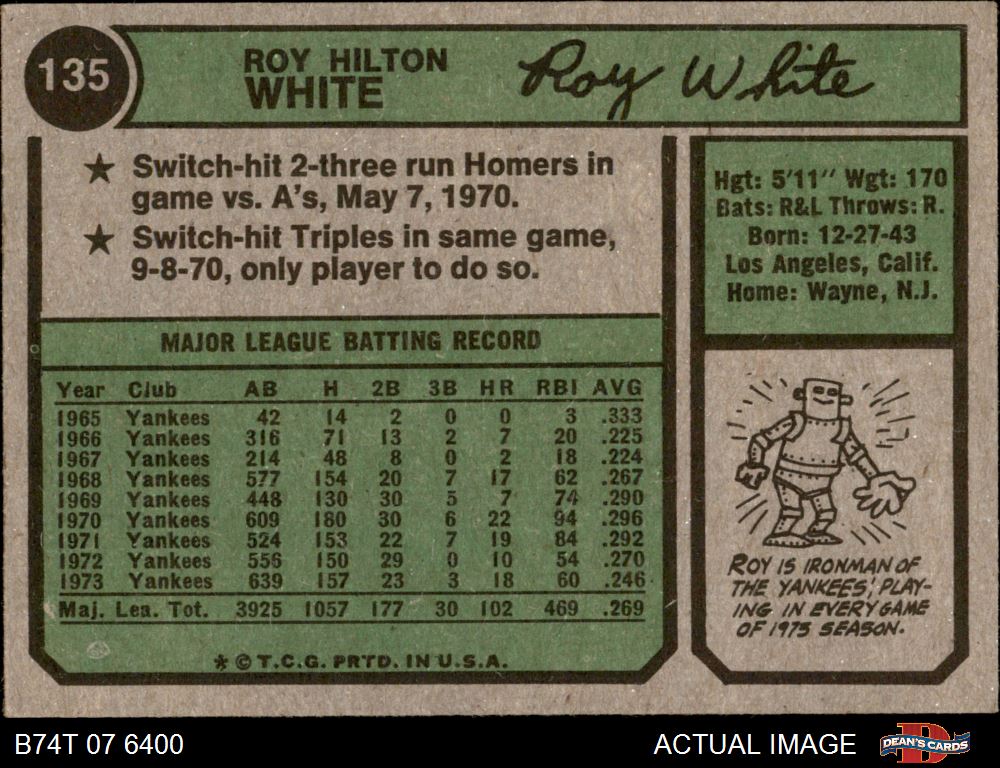 135
ROY HILTON
WHITE
Roy White
★ Switch-hit 2-three run Homers in
game vs. A's, May 7, 1970.
★ Switch-hit Triples in same game,
9-8-70, only player to do so.
Hgt: 5'11" Wgt: 170
Bats: R&L Throws: R.
Born: 12-27-43
Los Angeles, Calif.
Home: Wayne, N.J.
MAJOR LEAGUE BATTING RECORD
Year Club AB H 2B 3B HR RBI AVG
1965 Yankees 42 14 2 0 0 3 .333
1966 Yankees 316 71 13 2 7 20 .225
1967 Yankees 214 48 8 0 2 18 .224
1968 Yankees 577 154 20 7 17 62 .267
1969 Yankees 448 130 30 5 7 74 .290
1970 Yankees 609 180 30 6 22 94 .296
1971 Yankees 524 153 22 7 19 84 .292
1972 Yankees 556 150 29 0 10 54 .270
1973 Yankees 639 157 23 3 18 60 .246
Maj. Lea. Tot. 3925 1057 177 30 102 469 .269
* © T.C.G. PRTD. IN U.S.A.
ROY IS IRONMAN OF
THE YANKEES, PLAY-
ING IN EVERY GAME
OF 1973 SEASON.
B74T 07 6400
ACTUAL IMAGE
DEAN'S CARDS